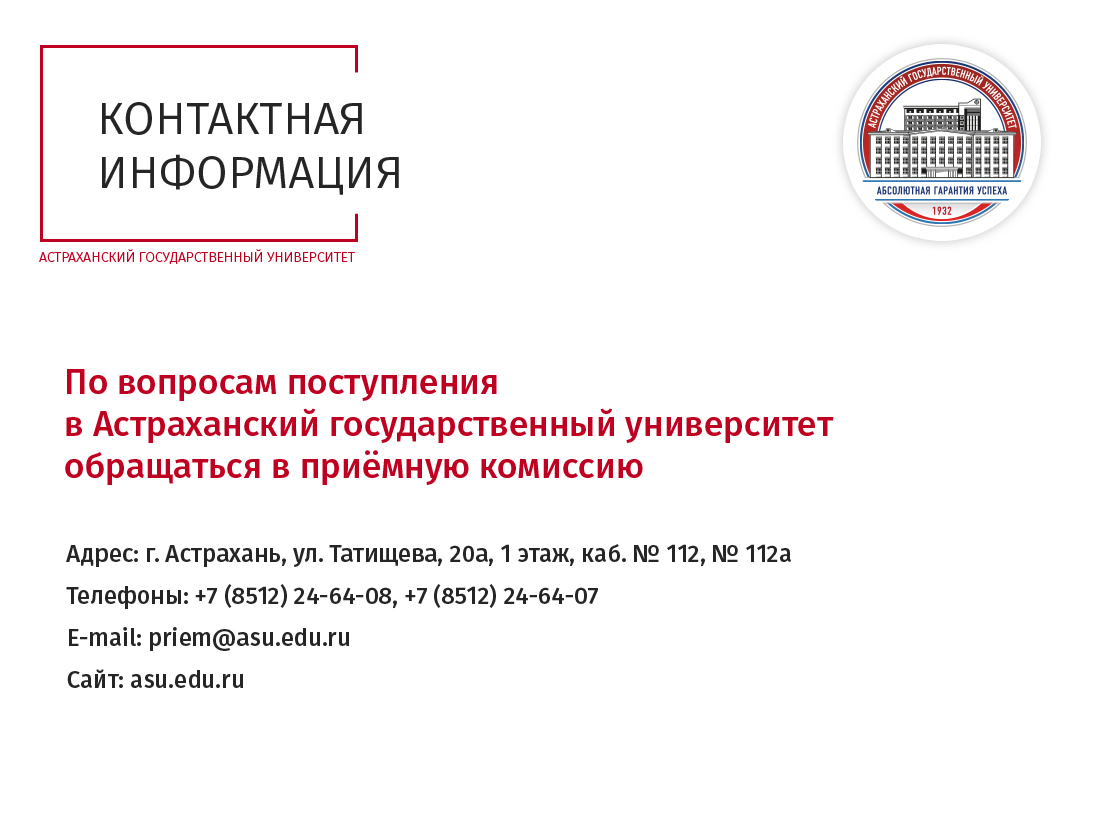 КОНТАКТНАЯ
ИНФОРМАЦИЯ
АСТРАХАНСКИЙ ГОСУДАРСТВЕННЫЙ УНИВЕРСИТЕТ
АСТРАХАНСКИЙ ГОСУДАРСТВЕННЫЙ УНИВЕРСИТЕТ
АБСОЛЮТНАЯ ГАРАНТИЯ УСПЕХА
1932
По вопросам поступления
в Астраханский государственный университет
обращаться в приёмную комиссию
Адрес: г. Астрахань, ул. Татищева, 20а, 1 этаж, каб. № 112, № 112а
Телефоны: +7 (8512) 24-64-08, +7 (8512) 24-64-07
E-mail: priem@asu.edu.ru
Сайт: asu.edu.ru